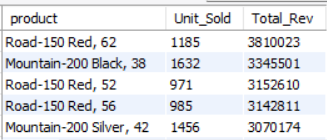 product Unit_Sold Total_Rev
Road-150 Red, 62 1185 3810023
Mountain-200 Black, 38 1632 3345501
Road-150 Red, 52 971 3152610
Road-150 Red, 56 985 3142811
Mountain-200 Silver, 42 1456 3070174